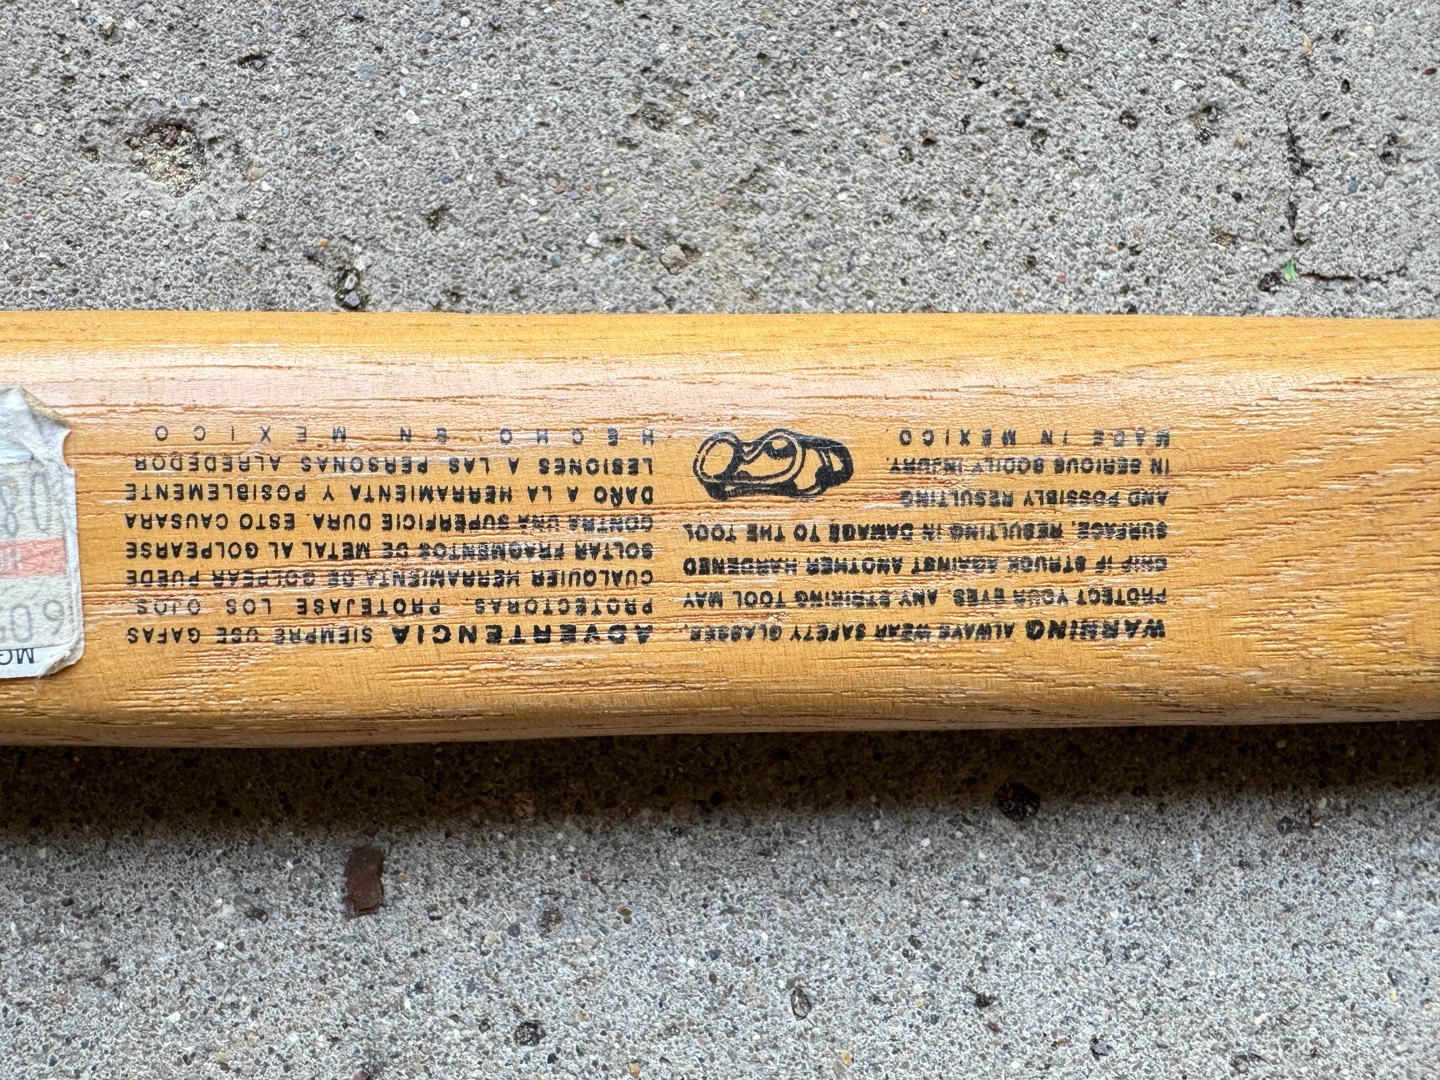 WARNING ALWAYS WEAR SAFETY GLASSES,
PROTECT YOUR EYES. ANY STRIKING TOOL MAY
CHIP IF STRUCK AGAINST ANOTHER HARDENED
SURFACE, RESULTING IN DAMAGE TO THE TOOL
AND POSSIBLY RESULTING
IN SERIOUS BODILY INJURY.
MADE IN MEXICO
ADVERTENCIA SIEMPRE USE GAFAS
PROTECTORAS. PROTEJASE LOS OJOS.
CUALQUIER HERRAMIENTA DE GOLPEAR PUEDE
SOLTAR FRAGMENTOS DE METAL AL GOLPEARSE
CONTRA UNA SUPERFICIE DURA. ESTO CAUSARA
DAÑO A LA HERRAMIENTA Y POSIBLEMENTE
LESIONES A LAS PERSONAS ALREDEDOR
HECHO EN MEXICO